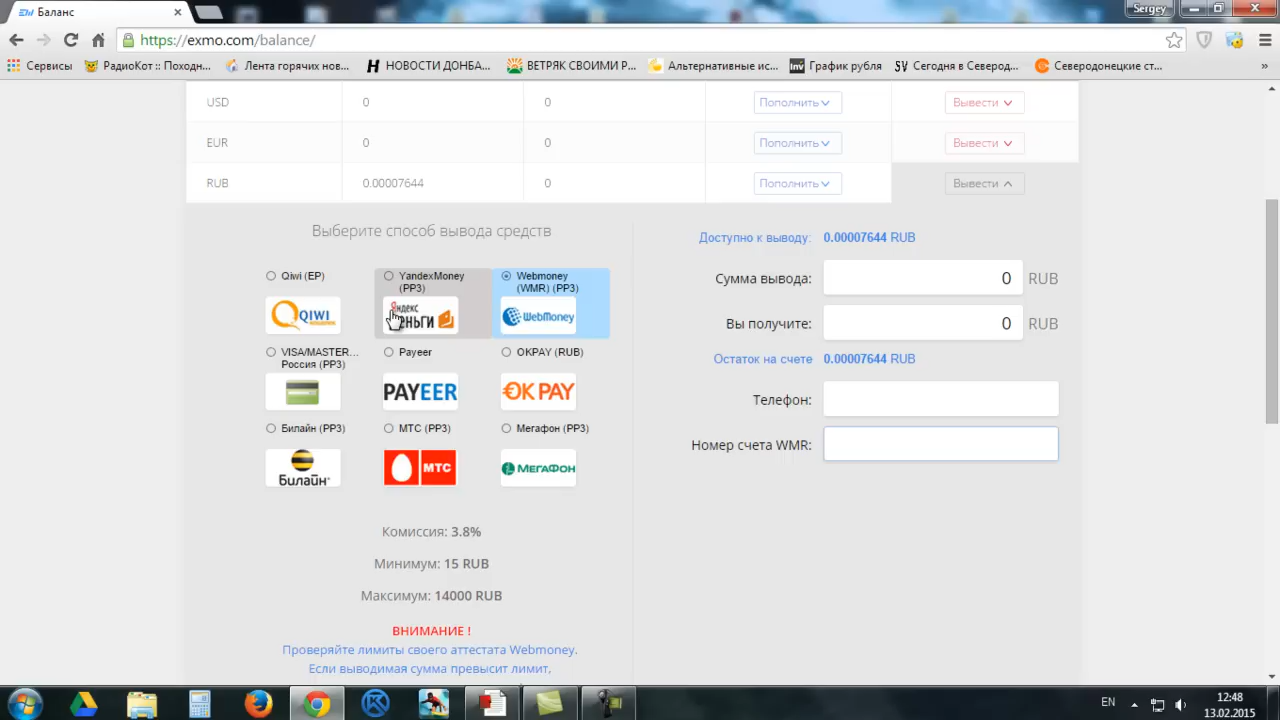 Баланс
Sergey
https://exmo.com/balance/
Сервисы
РадиоКот :: Походн...
Лента горячих нов...
НОВОСТИ ДОНБА...
ВЕТРЯК СВОИМИ Р...
Альтернативные ис...
Inv График рубля
SV Сегодня в Северод...
Северодонецкие ст...
»
USD 0 0 Пополнить Вывести
EUR 0 0 Пополнить Вывести
RUB 0.00007644 0 Пополнить Вывести
Выберите способ вывода средств
Qiwi (EP)
QIWI
YandexMoney
(PP3)
Яндекс
Деньги
Webmoney
(WMR) (PP3)
WebMoney
VISA/MASTER...
Россия (PP3)
Payeer
PAYEER
OKPAY (RUB)
OK PAY
Билайн (PP3)
Билайн
МТС (PP3)
МТС
Мегафон (PP3)
МЕГАФОН
Комиссия: 3.8%
Минимум: 15 RUB
Максимум: 14000 RUB
ВНИМАНИЕ !
Проверяйте лимиты своего аттестата Webmoney.
Если выводимая сумма превысит лимит,
Доступно к выводу: 0.00007644 RUB
Сумма вывода: 0 RUB
Вы получите: 0 RUB
Остаток на счете 0.00007644 RUB
Телефон:
Номер счета WMR:
EN
12:48
13.02.2015